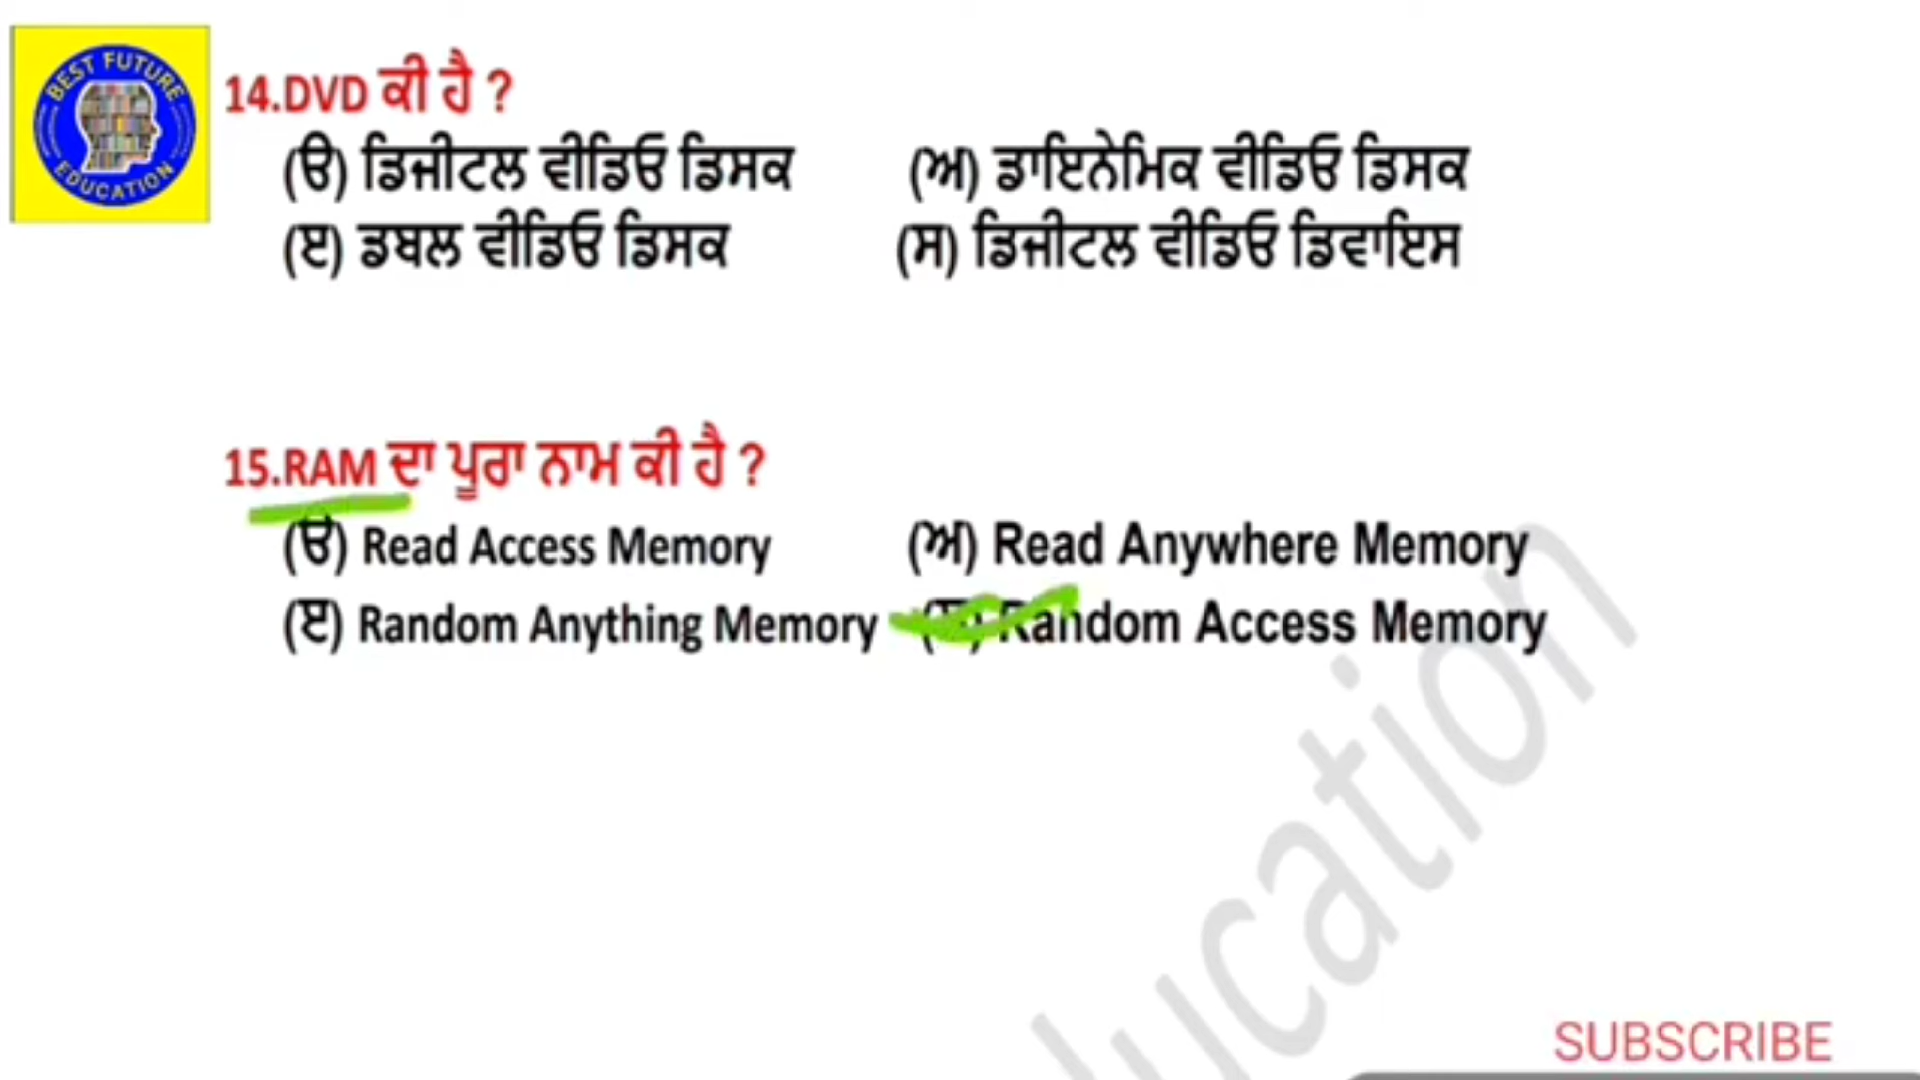 BEST FUTURE
EDUCATION
14.DVD ਕੀ ਹੈ ?
(ੳ) ਡਿਜੀਟਲ ਵੀਡਿਓ ਡਿਸਕ (ਅ) ਡਾਇਨੇਮਿਕ ਵੀਡਿਓ ਡਿਸਕ
(ੲ) ਡਬਲ ਵੀਡਿਓ ਡਿਸਕ (ਸ) ਡਿਜੀਟਲ ਵੀਡਿਓ ਡਿਵਾਇਸ
15.RAM ਦਾ ਪੂਰਾ ਨਾਮ ਕੀ ਹੈ ?
(ੳ) Read Access Memory (ਅ) Read Anywhere Memory
(ੲ) Random Anything Memory (ਸ) Random Access Memory
ducation
SUBSCRIBE